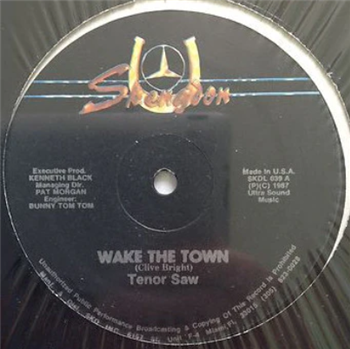 Shengdon
Executive Prod.
KENNETH BLACK
Managing Dir.
PAT MORGAN
Engineer:
BUNNY TOM TOM
Made In U.S.A.
SKDL 039 A
(P)(C) 1987
Ultra Sound
Music
WAKE THE TOWN
(Clive Bright)
Tenor Saw
Unauthorized Public Performance Broadcasting & Copying Of This Record Is Prohibited